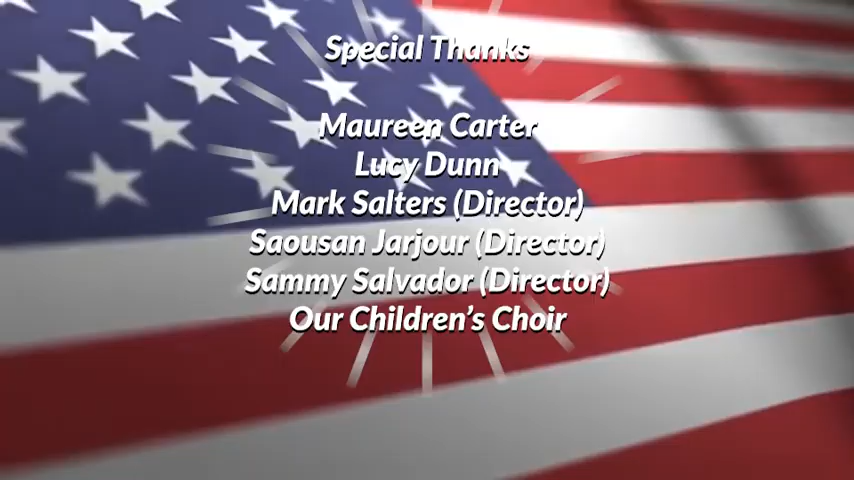 Special Thanks
Maureen Carter
Lucy Dunn
Mark Salters (Director)
Saousan Jarjour (Director)
Sammy Salvador (Director)
Our Children’s Choir